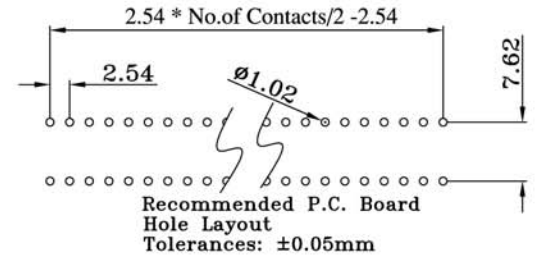 2.54 * No.of Contacts/2 -2.54
2.54
ø1.02
7.62
Recommended P.C. Board
Hole Layout
Tolerances: ±0.05mm